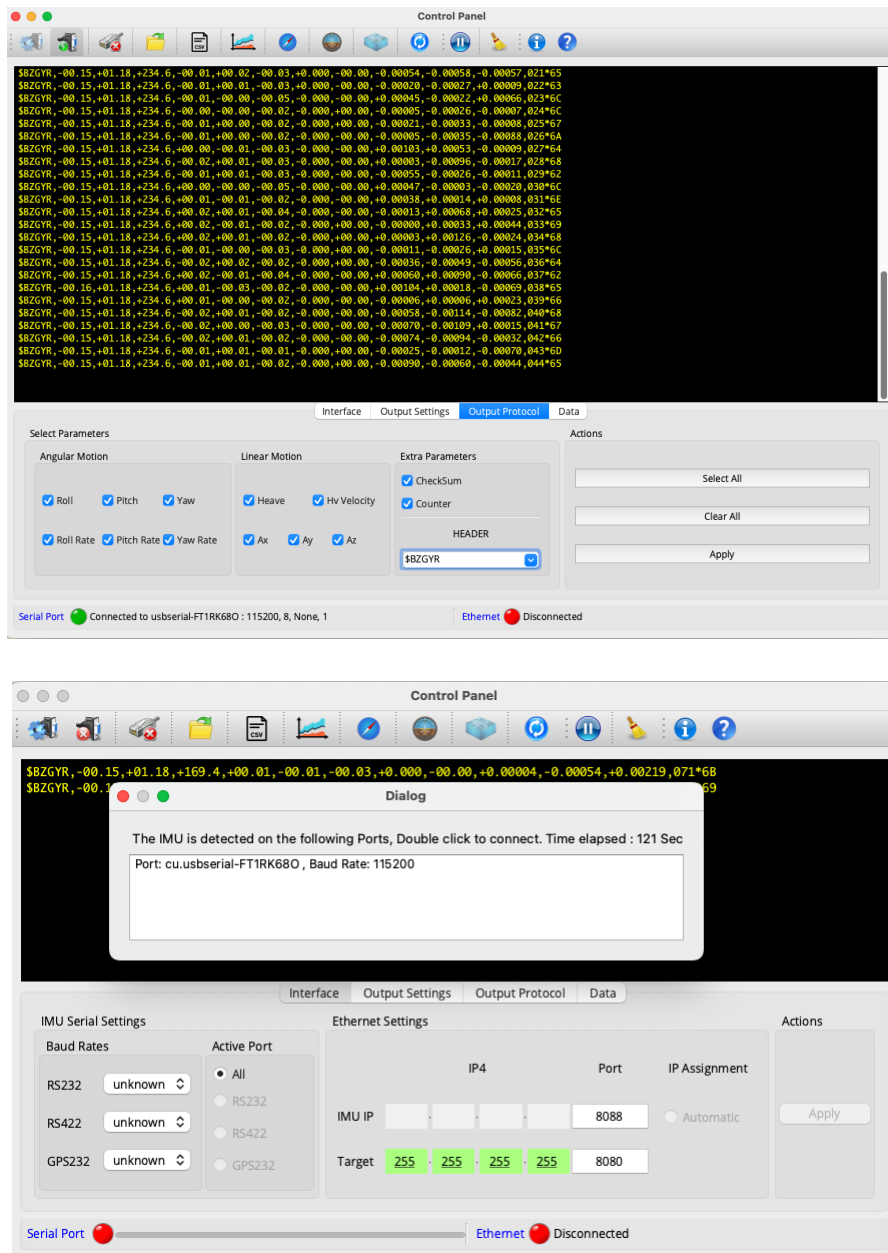 Control Panel
CSV
$BZGYR,-00.15,+01.18,+234.6,-00.01,+00.02,-00.03,+0.000,-00.00,-0.00054,-0.00058,-0.00057,021*65
$BZGYR,-00.15,+01.18,+234.6,-00.01,+00.01,-00.03,+0.000,+00.00,-0.00020,-0.00027,+0.00009,022*63
$BZGYR,-00.15,+01.18,+234.6,-00.01,-00.00,-00.05,-0.000,-00.00,+0.00045,-0.00022,+0.00066,023*6C
$BZGYR,-00.15,+01.18,+234.6,-00.00,-00.00,-00.02,-0.000,-00.00,+0.00005,-0.00026,-0.00007,024*6C
$BZGYR,-00.15,+01.18,+234.6,-00.01,+00.00,-00.02,-0.000,-00.00,-0.00021,-0.00033,-0.00008,025*67
$BZGYR,-00.15,+01.18,+234.6,-00.01,+00.00,-00.02,-0.000,-00.00,-0.00005,-0.00035,-0.00088,026*6A
$BZGYR,-00.15,+01.18,+234.6,+00.00,-00.01,-00.03,-0.000,-00.00,+0.00103,+0.00053,-0.00009,027*64
$BZGYR,-00.15,+01.18,+234.6,-00.02,+00.01,-00.03,-0.000,-00.00,+0.00003,-0.00096,-0.00017,028*68
$BZGYR,-00.15,+01.18,+234.6,-00.01,+00.01,-00.03,-0.000,-00.00,-0.00055,-0.00026,-0.00011,029*62
$BZGYR,-00.15,+01.18,+234.6,+00.00,-00.00,-00.05,-0.000,+00.00,+0.00047,-0.00003,-0.00020,030*6C
$BZGYR,-00.15,+01.18,+234.6,+00.01,-00.01,-00.02,-0.000,-00.00,-0.00038,+0.00014,+0.00008,031*6E
$BZGYR,-00.15,+01.18,+234.6,+00.02,+00.01,-00.04,-0.000,-00.00,-0.00013,+0.00068,+0.00025,032*65
$BZGYR,-00.15,+01.18,+234.6,+00.02,-00.01,-00.02,-0.000,-00.00,-0.00000,+0.00033,+0.00044,033*69
$BZGYR,-00.15,+01.18,+234.6,+00.02,+00.01,-00.02,-0.000,+00.00,+0.00003,+0.00126,-0.00024,034*68
$BZGYR,-00.15,+01.18,+234.6,-00.01,-00.00,-00.03,-0.000,-00.00,-0.00011,-0.00026,+0.00015,035*6C
$BZGYR,-00.15,+01.18,+234.6,-00.02,+00.02,-00.02,-0.000,-00.00,-0.00036,-0.00049,-0.00056,036*64
$BZGYR,-00.15,+01.18,+234.6,+00.02,-00.01,-00.04,-0.000,-00.00,+0.00060,+0.00090,-0.00066,037*62
$BZGYR,-00.16,+01.18,+234.6,+00.01,-00.03,-00.02,-0.000,-00.00,+0.00104,+0.00018,-0.00069,038*65
$BZGYR,-00.15,+01.18,+234.6,+00.01,-00.00,-00.02,-0.000,-00.00,-0.00006,+0.00006,+0.00023,039*66
$BZGYR,-00.15,+01.18,+234.6,-00.02,+00.01,-00.02,-0.000,-00.00,-0.00058,-0.00114,-0.00082,040*68
$BZGYR,-00.15,+01.18,+234.6,-00.02,+00.00,-00.03,-0.000,-00.00,-0.00070,-0.00109,+0.00015,041*67
$BZGYR,-00.15,+01.18,+234.6,-00.02,+00.01,-00.02,-0.000,-00.00,-0.00074,-0.00094,-0.00032,042*66
$BZGYR,-00.15,+01.18,+234.6,-00.01,+00.01,-00.01,-0.000,+00.00,-0.00025,-0.00012,-0.00070,043*6D
$BZGYR,-00.15,+01.18,+234.6,-00.01,+00.01,-00.02,-0.000,+00.00,-0.00090,-0.00060,-0.00044,044*65
Interface Output Settings Output Protocol Data
Select Parameters Actions
Angular Motion Linear Motion Extra Parameters
CheckSum
Select All
Roll Pitch Yaw Heave Hv Velocity Counter
Clear All
HEADER
Roll Rate Pitch Rate Yaw Rate Ax Ay Az
$BZGYR
Apply
Serial Port Connected to usbserial-FT1RK68O : 115200, 8, None, 1 Ethernet Disconnected
Control Panel
CSV
$BZGYR,-00.15,+01.18,+169.4,+00.01,-00.01,-00.03,+0.000,-00.00,+0.00004,-0.00054,+0.00219,071*6B
$BZGYR,-00.1 69
Dialog
The IMU is detected on the following Ports, Double click to connect. Time elapsed : 121 Sec
Port: cu.usbserial-FT1RK68O , Baud Rate: 115200
Interface Output Settings Output Protocol Data
IMU Serial Settings Ethernet Settings Actions
Baud Rates Active Port
IP4 Port IP Assignment
All
RS232 unknown
RS232
IMU IP . . . 8088 Automatic Apply
RS422 unknown
RS422
GPS232 unknown
GPS232
Target 255 . 255 . 255 . 255 8080
Serial Port Ethernet Disconnected